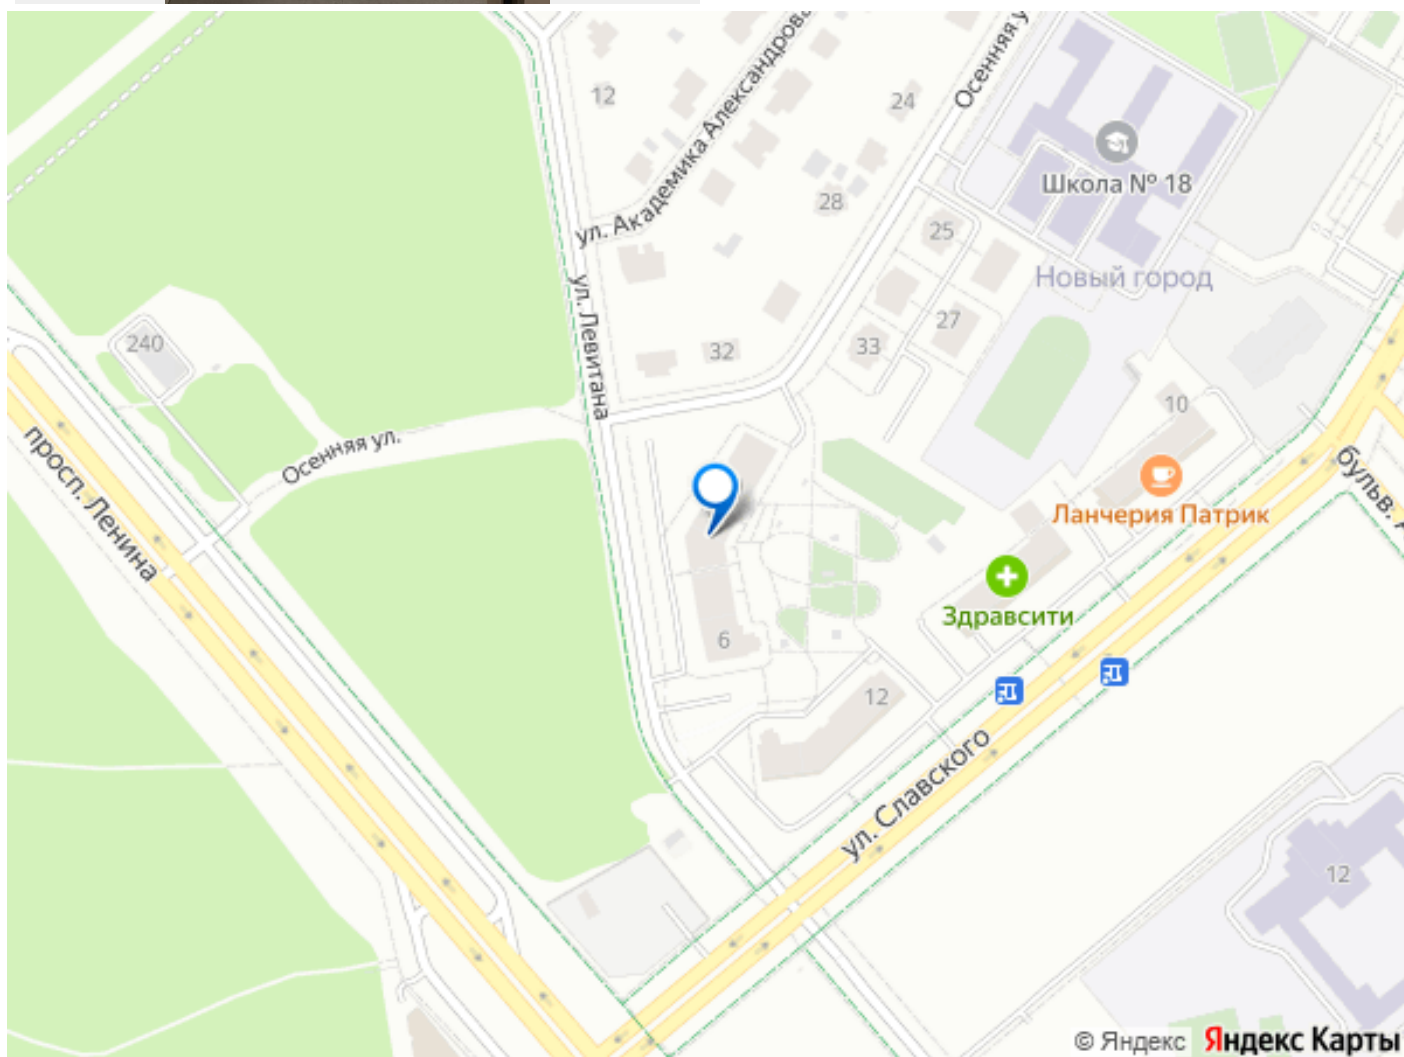 ул. Академика Александрова
Осенняя у
12
24
Школа № 18
28
25
Новый город
ул. Левитана
240
32
33
27
10
просп. Ленина
Осенняя ул.
бульв. А
Ланчерия Патрик
Здравсити
6
12
ул. Славского
12
© Яндекс Яндекс Карты